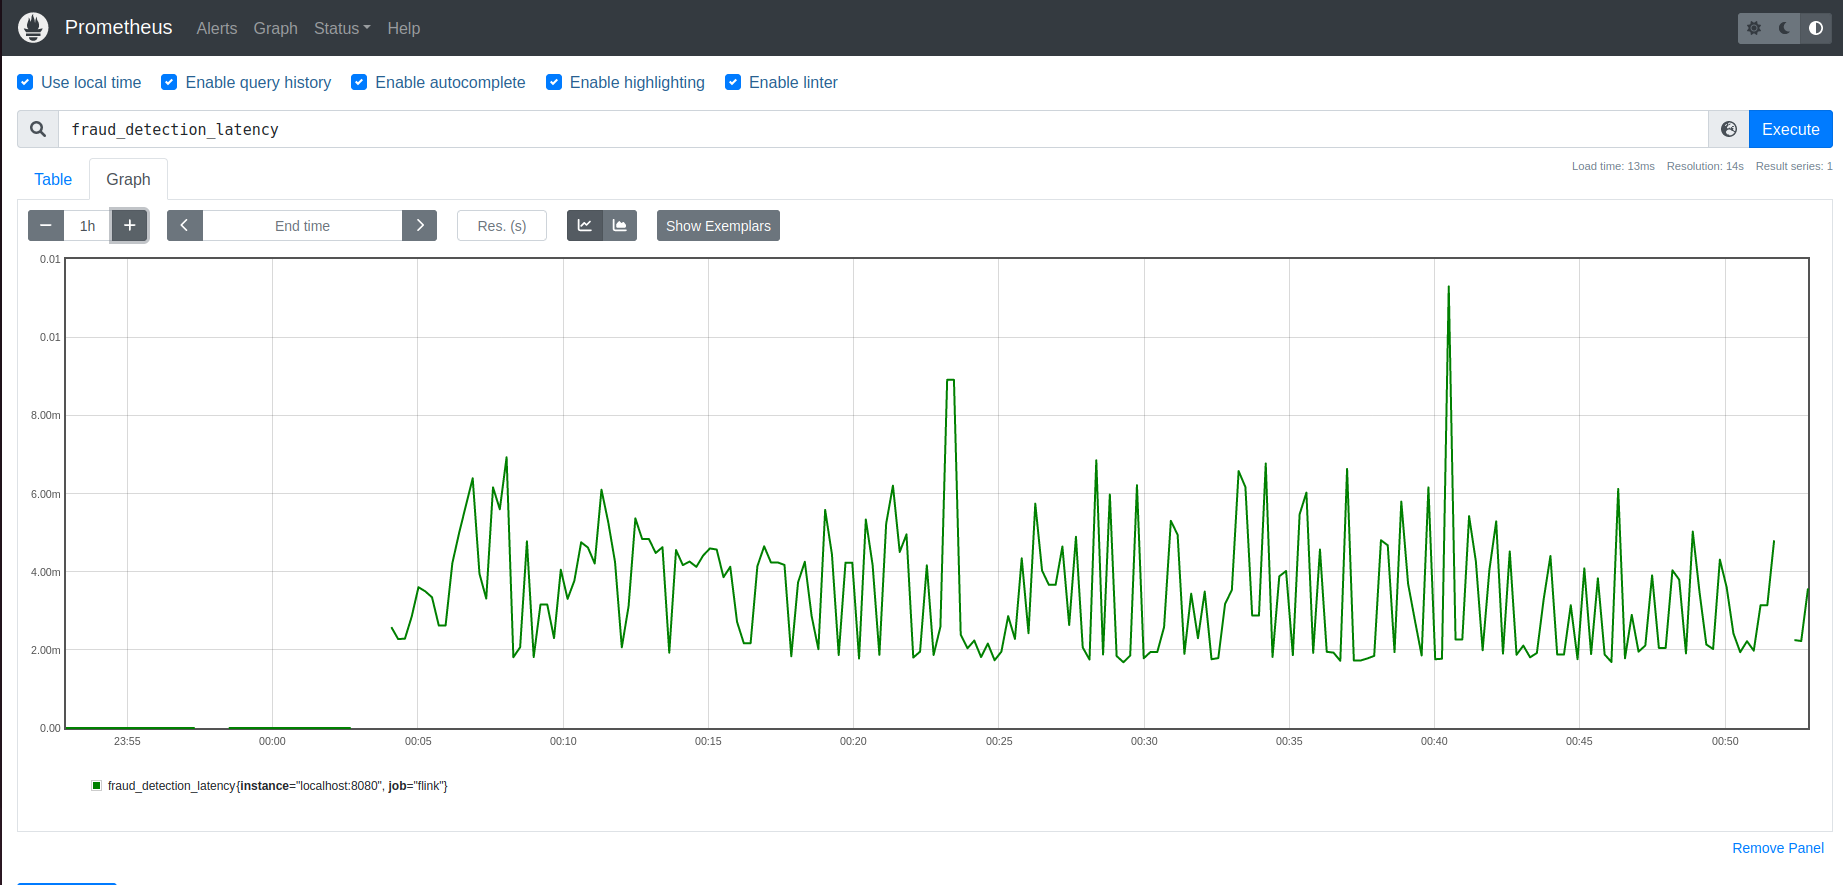 Prometheus Alerts Graph Status Help
Use local time Enable query history Enable autocomplete Enable highlighting Enable linter
fraud_detection_latency Execute
Load time: 13ms Resolution: 14s Result series: 1
Table Graph
1h End time Res. (s) Show Exemplars
0.01
0.01
8.00m
6.00m
4.00m
2.00m
0.00
23:55 00:00 00:05 00:10 00:15 00:20 00:25 00:30 00:35 00:40 00:45 00:50
fraud_detection_latency{instance="localhost:8080", job="flink"}
Remove Panel